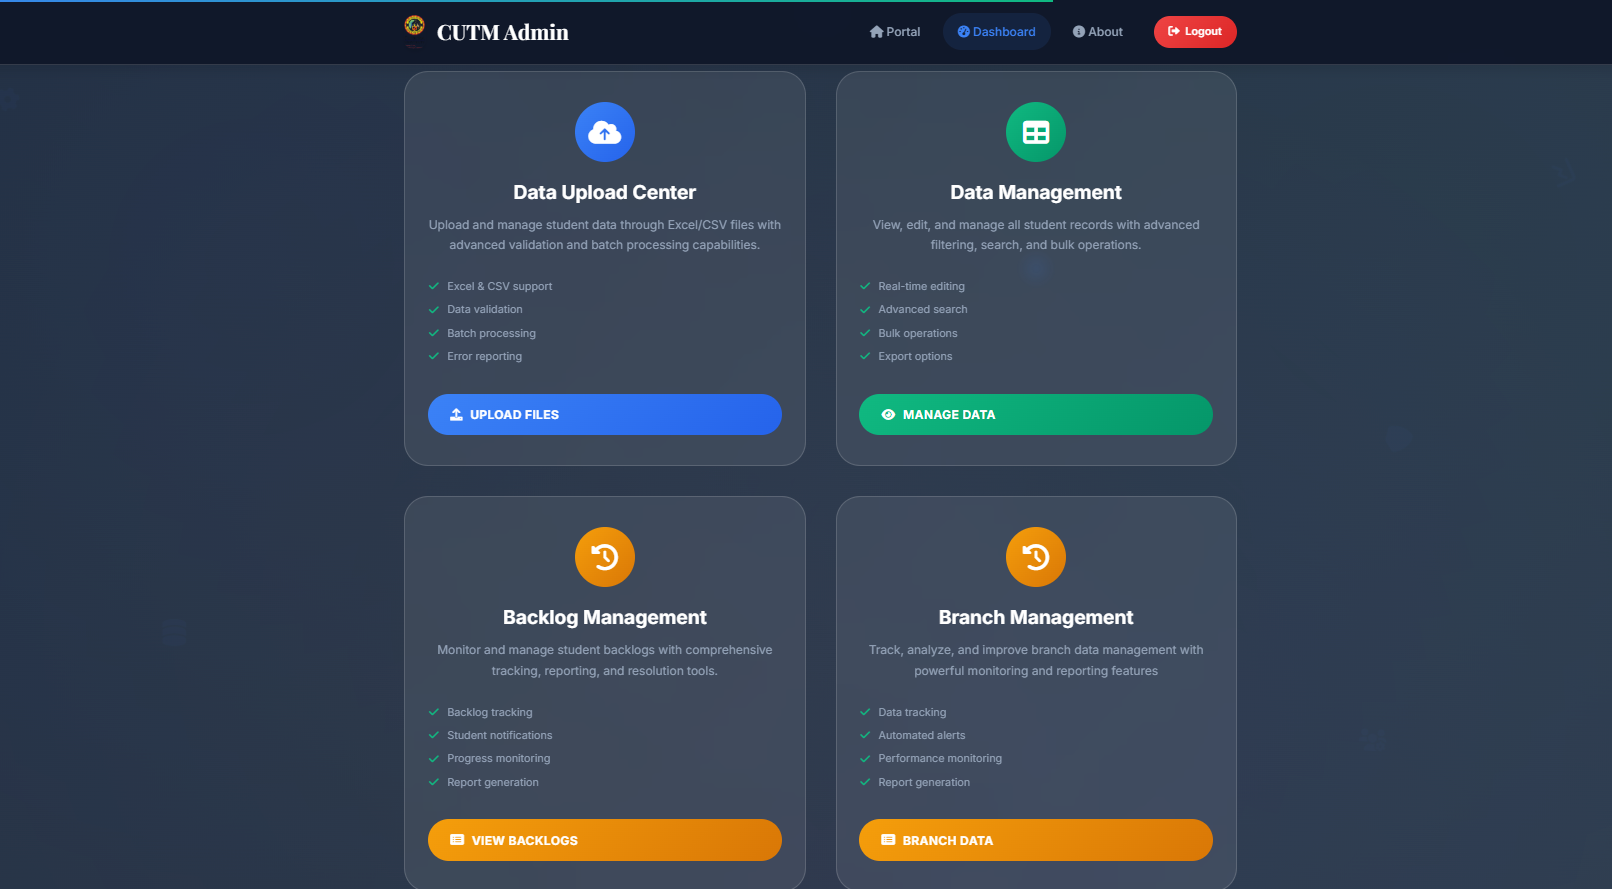 CUTM Admin
Portal
Dashboard
About
Logout
Data Upload Center
Upload and manage student data through Excel/CSV files with
advanced validation and batch processing capabilities.
Excel & CSV support
Data validation
Batch processing
Error reporting
UPLOAD FILES
Data Management
View, edit, and manage all student records with advanced
filtering, search, and bulk operations.
Real-time editing
Advanced search
Bulk operations
Export options
MANAGE DATA
Backlog Management
Monitor and manage student backlogs with comprehensive
tracking, reporting, and resolution tools.
Backlog tracking
Student notifications
Progress monitoring
Report generation
VIEW BACKLOGS
Branch Management
Track, analyze, and improve branch data management with
powerful monitoring and reporting features
Data tracking
Automated alerts
Performance monitoring
Report generation
BRANCH DATA